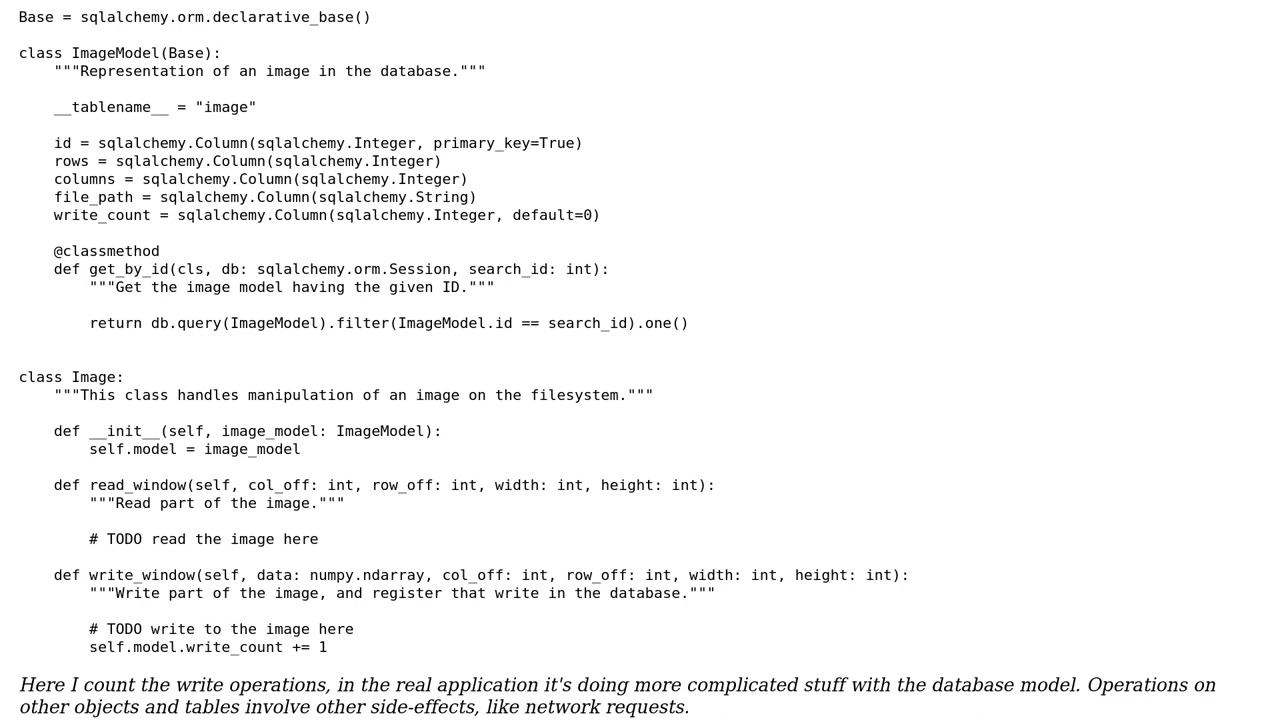 Base = sqlalchemy.orm.declarative_base()
class ImageModel(Base):
"""Representation of an image in the database."""
__tablename__ = "image"
id = sqlalchemy.Column(sqlalchemy.Integer, primary_key=True)
rows = sqlalchemy.Column(sqlalchemy.Integer)
columns = sqlalchemy.Column(sqlalchemy.Integer)
file_path = sqlalchemy.Column(sqlalchemy.String)
write_count = sqlalchemy.Column(sqlalchemy.Integer, default=0)
@classmethod
def get_by_id(cls, db: sqlalchemy.orm.Session, search_id: int):
"""Get the image model having the given ID."""
return db.query(ImageModel).filter(ImageModel.id == search_id).one()
class Image:
"""This class handles manipulation of an image on the filesystem."""
def __init__(self, image_model: ImageModel):
self.model = image_model
def read_window(self, col_off: int, row_off: int, width: int, height: int):
"""Read part of the image."""
# TODO read the image here
def write_window(self, data: numpy.ndarray, col_off: int, row_off: int, width: int, height: int):
"""Write part of the image, and register that write in the database."""
# TODO write to the image here
self.model.write_count += 1
Here I count the write operations, in the real application it's doing more complicated stuff with the database model. Operations on
other objects and tables involve other side-effects, like network requests.